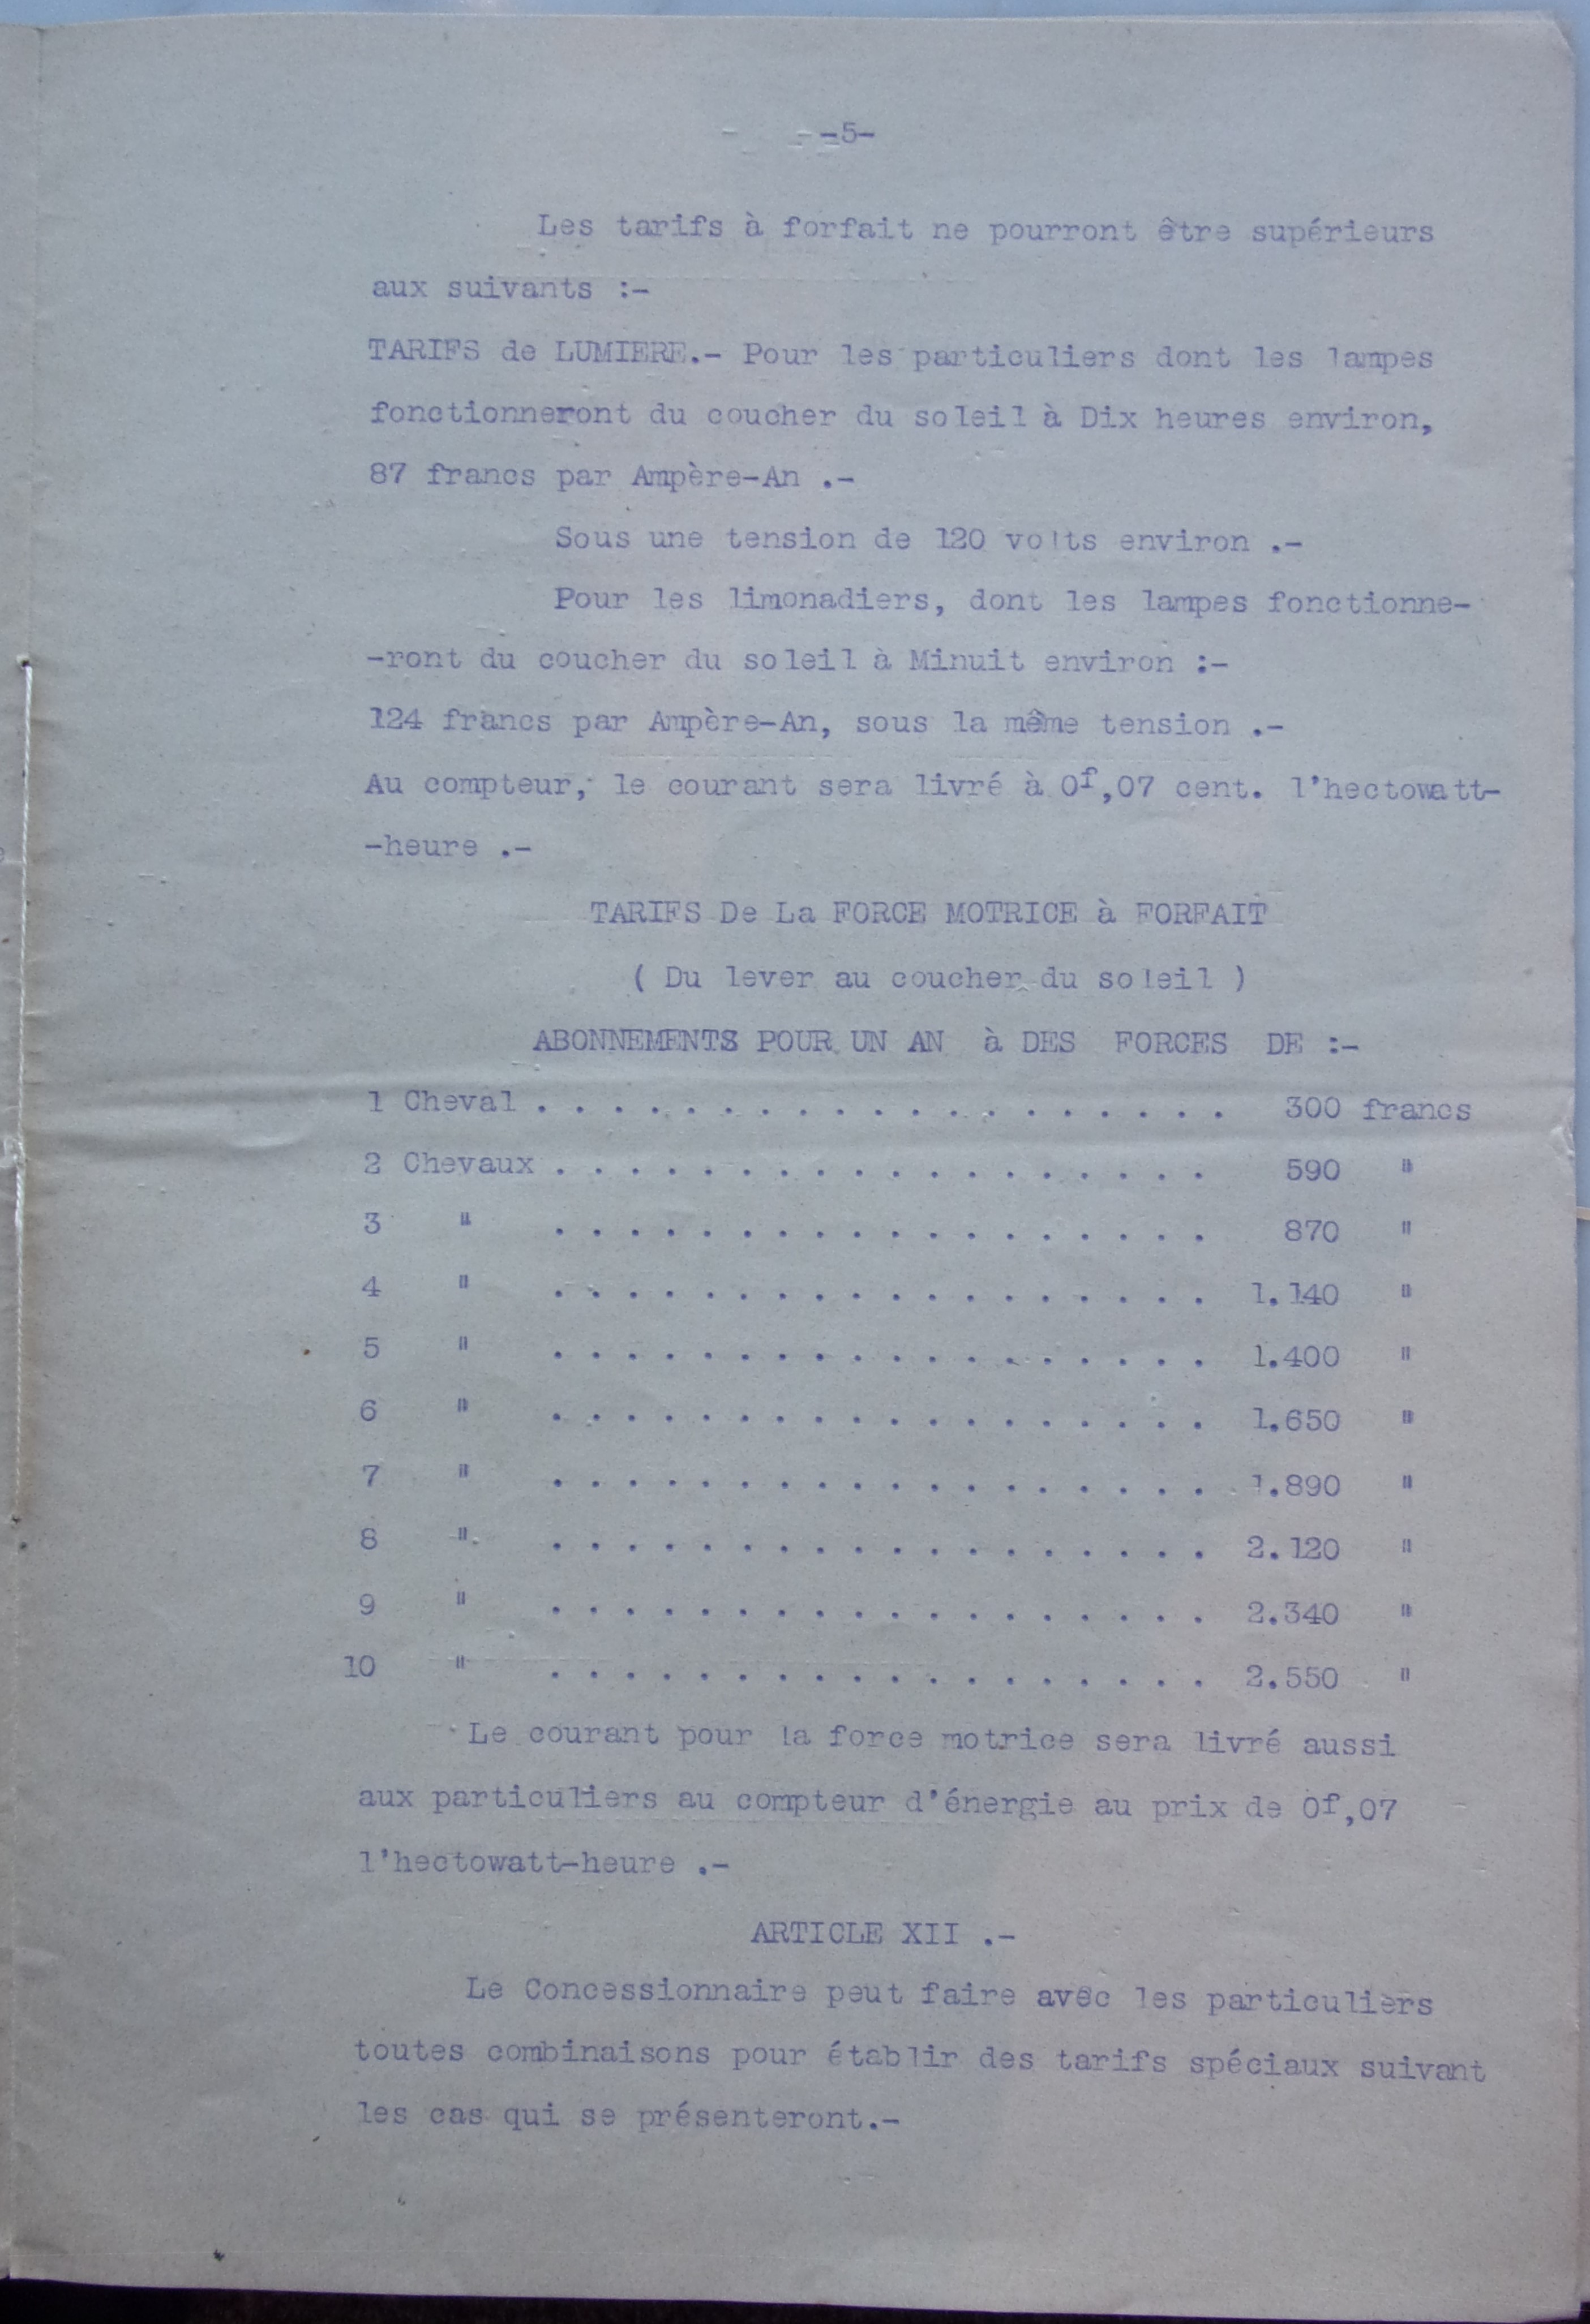 -5-
Les tarifs à forfait ne pourront être supérieurs
aux suivants :-
TARIFS de LUMIERE.- Pour les particuliers dont les lampes
fonctionneront du coucher du soleil à Dix heures environ,
87 francs par Ampère-An .-
Sous une tension de 120 volts environ .-
Pour les limonadiers, dont les lampes fonctionne-
-ront du coucher du soleil à Minuit environ :-
124 francs par Ampère-An, sous la même tension .-
Au compteur, le courant sera livré à 0f,07 cent. l'hectowatt-
-heure .-
TARIFS De La FORCE MOTRICE à FORFAIT
( Du lever au coucher du soleil )
ABONNEMENTS POUR UN AN à DES FORCES DE :-
1 Cheval . . . . . . . . . . . . . . . . . . . 300 francs
2 Chevaux . . . . . . . . . . . . . . . . . . 590 "
3 " . . . . . . . . . . . . . . . . . . 870 "
4 " . . . . . . . . . . . . . . . . . . 1.140 "
5 " . . . . . . . . . . . . . . . . . . 1.400 "
6 " . . . . . . . . . . . . . . . . . . 1.650 "
7 " . . . . . . . . . . . . . . . . . . 1.890 "
8 " . . . . . . . . . . . . . . . . . . 2.120 "
9 " . . . . . . . . . . . . . . . . . . 2.340 "
10 " . . . . . . . . . . . . . . . . . . 2.550 "
Le courant pour la force motrice sera livré aussi
aux particuliers au compteur d'énergie au prix de 0f,07
l'hectowatt-heure .-
ARTICLE XII .-
Le Concessionnaire peut faire avec les particuliers
toutes combinaisons pour établir des tarifs spéciaux suivant
les cas qui se présenteront.-